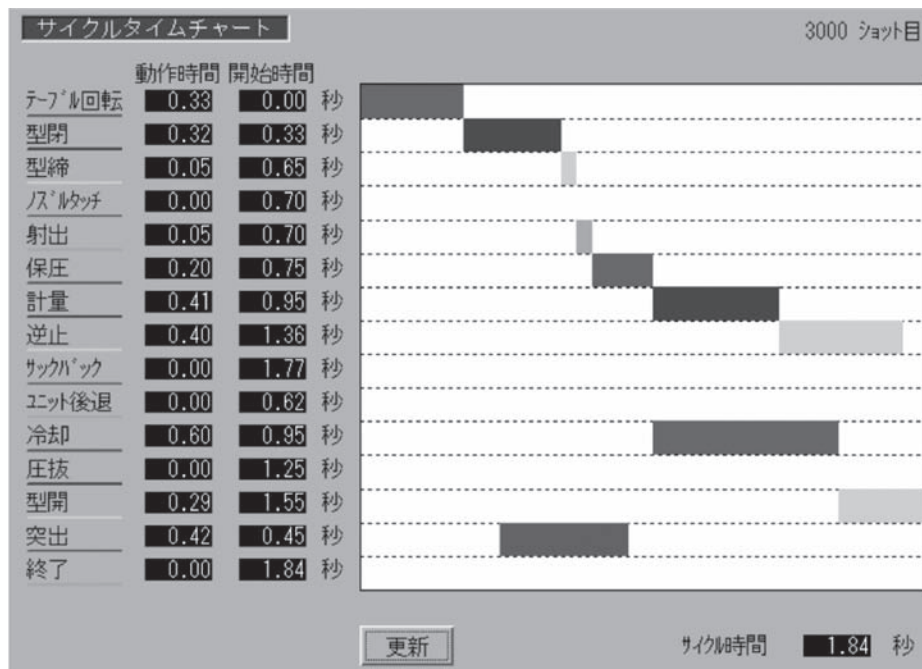 サイクルタイムチャート
3000 ショット目
動作時間 開始時間
テーブル回転 0.33 0.00 秒
型閉 0.32 0.33 秒
型締 0.05 0.65 秒
ノズルタッチ 0.00 0.70 秒
射出 0.05 0.70 秒
保圧 0.20 0.75 秒
計量 0.41 0.95 秒
逆止 0.40 1.36 秒
サックバック 0.00 1.77 秒
ユニット後退 0.00 0.62 秒
冷却 0.60 0.95 秒
圧抜 0.00 1.25 秒
型開 0.29 1.55 秒
突出 0.42 0.45 秒
終了 0.00 1.84 秒
更新 サイクル時間 1.84 秒